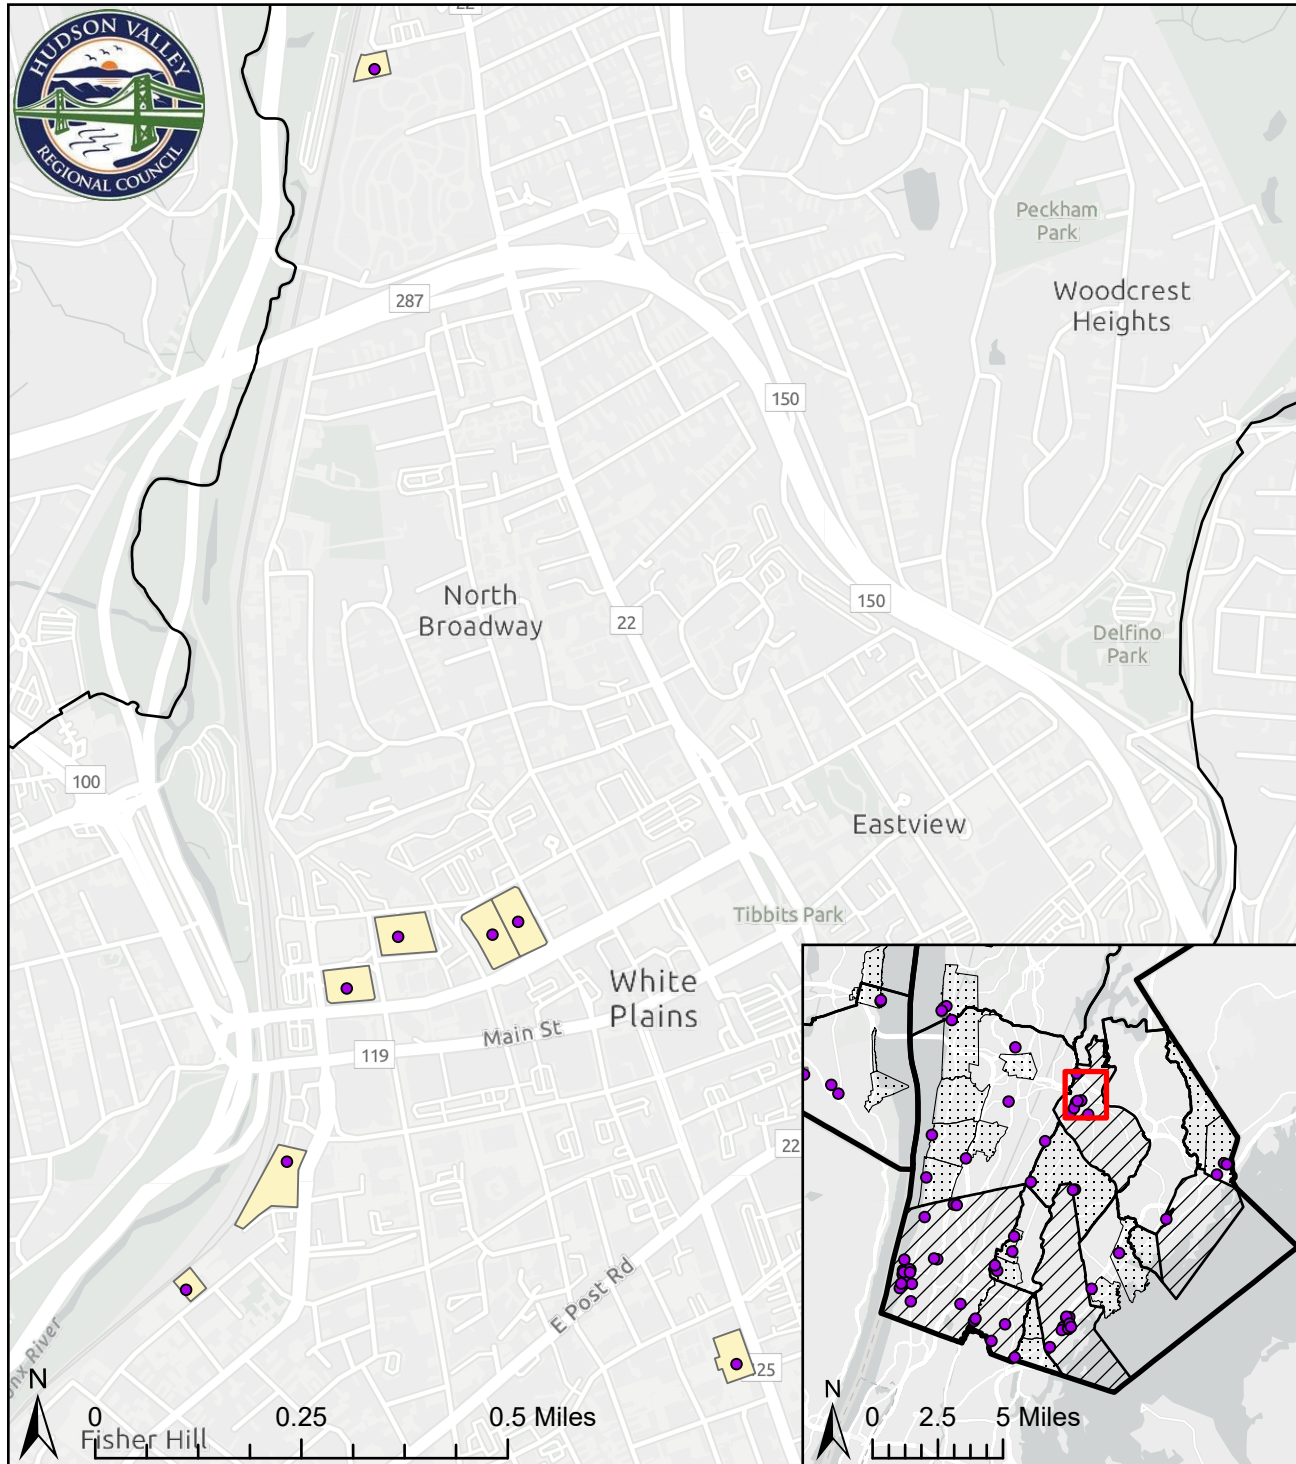 22
HUDSON VALLEY
REGIONAL COUNCIL
Peckham
Park
Woodcrest
Heights
287
150
North
Broadway
22
150
Delfino
Park
100
Eastview
Tibbits Park
White
Plains
Main St
119
22
E Post Rd
N
0 0.25 0.5 Miles
Fisher Hill
N
0 2.5 5 Miles